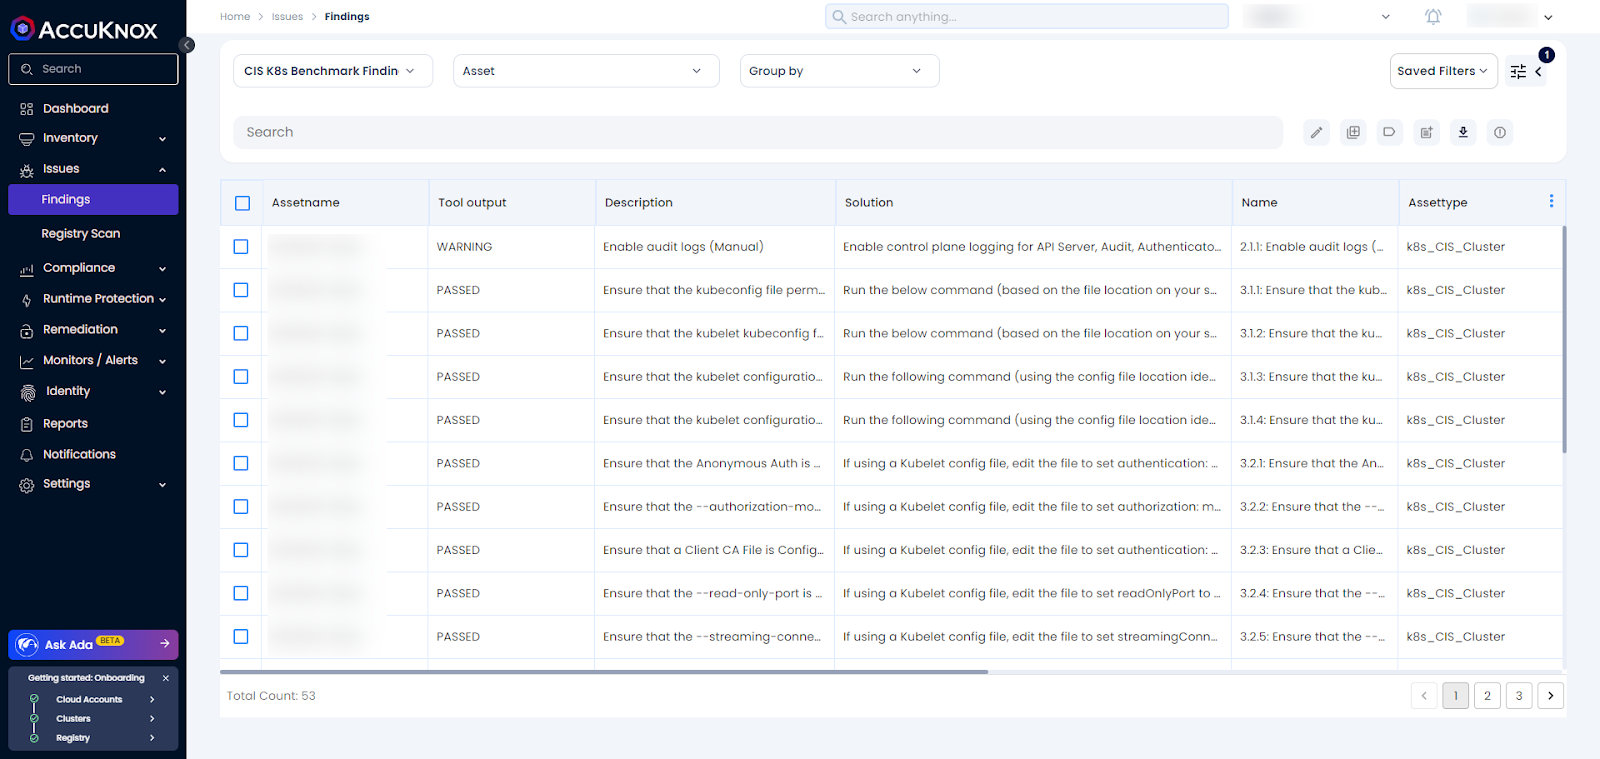 AccuKnox
Search
Dashboard
Inventory
Issues
Findings
Registry Scan
Compliance
Runtime Protection
Remediation
Monitors / Alerts
Identity
Reports
Notifications
Settings
Ask Ada BETA
Getting started: Onboarding
Cloud Accounts
Clusters
Registry
Home > Issues > Findings
Search anything...
CIS K8s Benchmark Findin
Asset
Group by
Saved Filters
1
Search
Assetname Tool output Description Solution Name Assettype
WARNING Enable audit logs (Manual) Enable control plane logging for API Server, Audit, Authenticato... 2.1.1: Enable audit logs (... k8s_CIS_Cluster
PASSED Ensure that the kubeconfig file perm... Run the below command (based on the file location on your s... 3.1.1: Ensure that the kub... k8s_CIS_Cluster
PASSED Ensure that the kubelet kubeconfig f... Run the below command (based on the file location on your s... 3.1.2: Ensure that the ku... k8s_CIS_Cluster
PASSED Ensure that the kubelet configuratio... Run the following command (using the config file location ide... 3.1.3: Ensure that the ku... k8s_CIS_Cluster
PASSED Ensure that the kubelet configuratio... Run the following command (using the config file location ide... 3.1.4: Ensure that the ku... k8s_CIS_Cluster
PASSED Ensure that the Anonymous Auth is ... If using a Kubelet config file, edit the file to set authentication: ... 3.2.1: Ensure that the An... k8s_CIS_Cluster
PASSED Ensure that the --authorization-mo... If using a Kubelet config file, edit the file to set authorization: m... 3.2.2: Ensure that the --... k8s_CIS_Cluster
PASSED Ensure that a Client CA File is Config... If using a Kubelet config file, edit the file to set authentication: ... 3.2.3: Ensure that a Clie... k8s_CIS_Cluster
PASSED Ensure that the --read-only-port is ... If using a Kubelet config file, edit the file to set readOnlyPort to ... 3.2.4: Ensure that the --... k8s_CIS_Cluster
PASSED Ensure that the --streaming-conne... If using a Kubelet config file, edit the file to set streamingConn... 3.2.5: Ensure that the --... k8s_CIS_Cluster
Total Count: 53
< 1 2 3 >